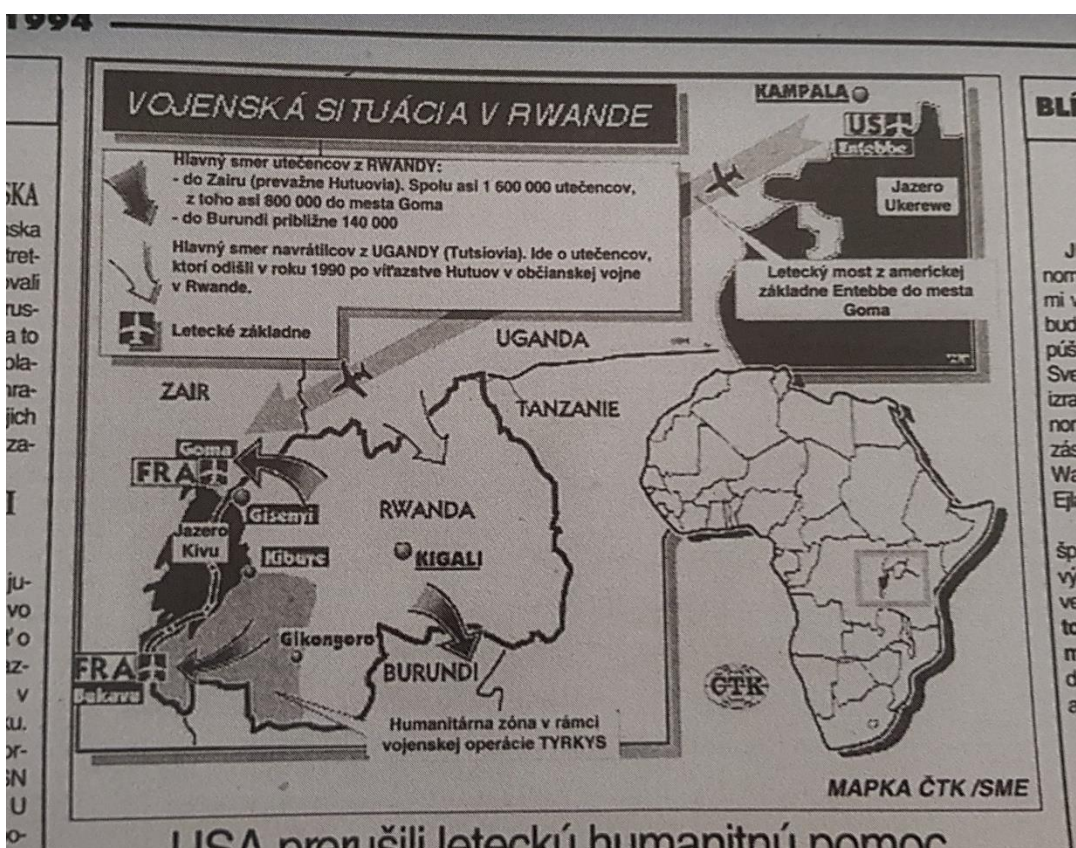 1994
VOJENSKÁ SITUÁCIA V RWANDE
Hlavný smer utečencov z RWANDY:
- do Zairu (prevažne Hutuovia). Spolu asi 1 600 000 utečencov,
z toho asi 800 000 do mesta Goma
- do Burundi približne 140 000
Hlavný smer navrátilcov z UGANDY (Tutsiovia). Ide o utečencov,
ktorí odišli v roku 1990 po víťazstve Hutuov v občianskej vojne
v Rwande.
Letecké základne
KAMPALA
US
Entebbe
Jazero
Ukerewe
Letecký most z americkej
základne Entebbe do mesta
Goma
UGANDA
ZAIR
TANZANIE
Goma
FRA
Gisenyi
RWANDA
Jazero
Kivu
Kibuye
KIGALI
Gikongoro
FRA
BURUNDI
Bukavu
ČTK
Humanitárna zóna v rámci
vojenskej operácie TYRKYS
MAPKA ČTK /SME
USA prerušili leteckú humanitnú pomoc